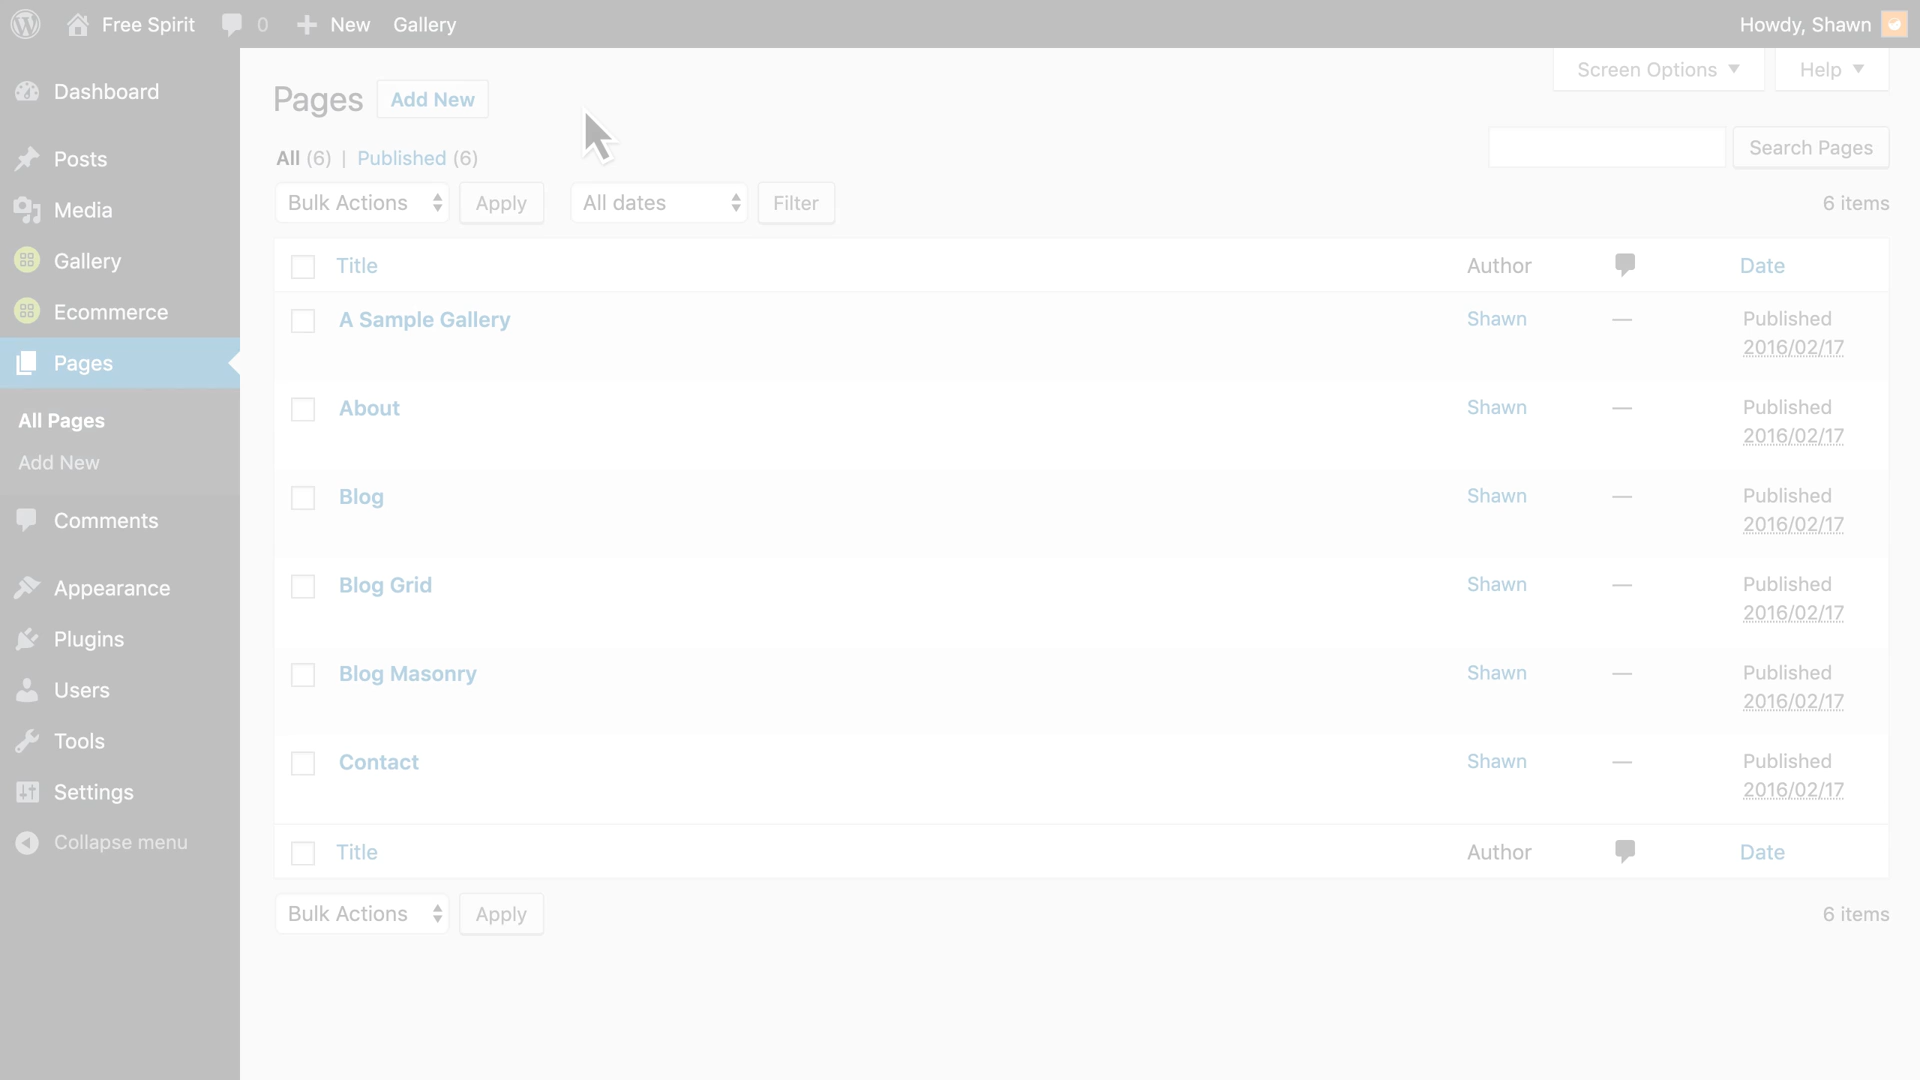 Free Spirit 0 New Gallery Howdy, Shawn
Dashboard
Posts
Media
Gallery
Ecommerce
Pages
All Pages
Add New
Comments
Appearance
Plugins
Users
Tools
Settings
Collapse menu
Screen Options Help
Pages Add New
All (6) | Published (6)
Search Pages
Bulk Actions Apply All dates Filter 6 items
Title Author Date
A Sample Gallery Shawn — Published
2016/02/17
About Shawn — Published
2016/02/17
Blog Shawn — Published
2016/02/17
Blog Grid Shawn — Published
2016/02/17
Blog Masonry Shawn — Published
2016/02/17
Contact Shawn — Published
2016/02/17
Title Author Date
Bulk Actions Apply 6 items